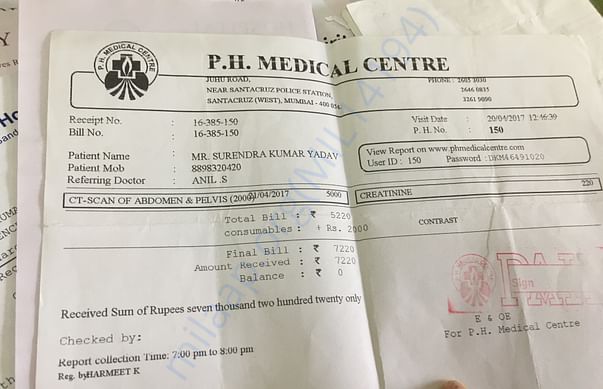 P.H. MEDICAL CENTRE
P.H. MEDICAL CENTRE
JUHU ROAD,
NEAR SANTACRUZ POLICE STATION,
SANTACRUZ (WEST), MUMBAI - 400 054
PHONE : 2605 3030
2646 0835
3261 9090
Receipt No. : 16-385-150
Bill No. : 16-385-150
Visit Date : 20/04/2017 12:46:39
P. H. No. : 150
Patient Name : MR. SURENDRA KUMAR YADAV
Patient Mob : 8898320420
Referring Doctor : ANIL .S
View Report on www.phmedicalcentre.com
User ID : 150 Password : DKM46491020
CT-SCAN OF ABDOMEN & PELVIS (2000) 21/04/2017 5000
CREATININE 220
Total Bill : ₹ 5220
consumables : + Rs. 2000
CONTRAST
Final Bill : ₹ 7220
Amount Received : ₹ 7220
Balance : ₹ 0
Received Sum of Rupees seven thousand two hundred twenty only
PAID
Sign
Checked by:
E & OE
For P.H. Medical Centre
Report collection Time: 7:00 pm to 8:00 pm
Reg. by HARMEET K